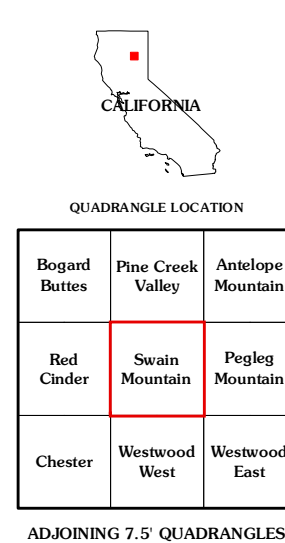 CALIFORNIA
QUADRANGLE LOCATION
Bogard
Buttes
Pine Creek
Valley
Antelope
Mountain
Red
Cinder
Swain
Mountain
Pegleg
Mountain
Chester
Westwood
West
Westwood
East
ADJOINING 7.5' QUADRANGLES